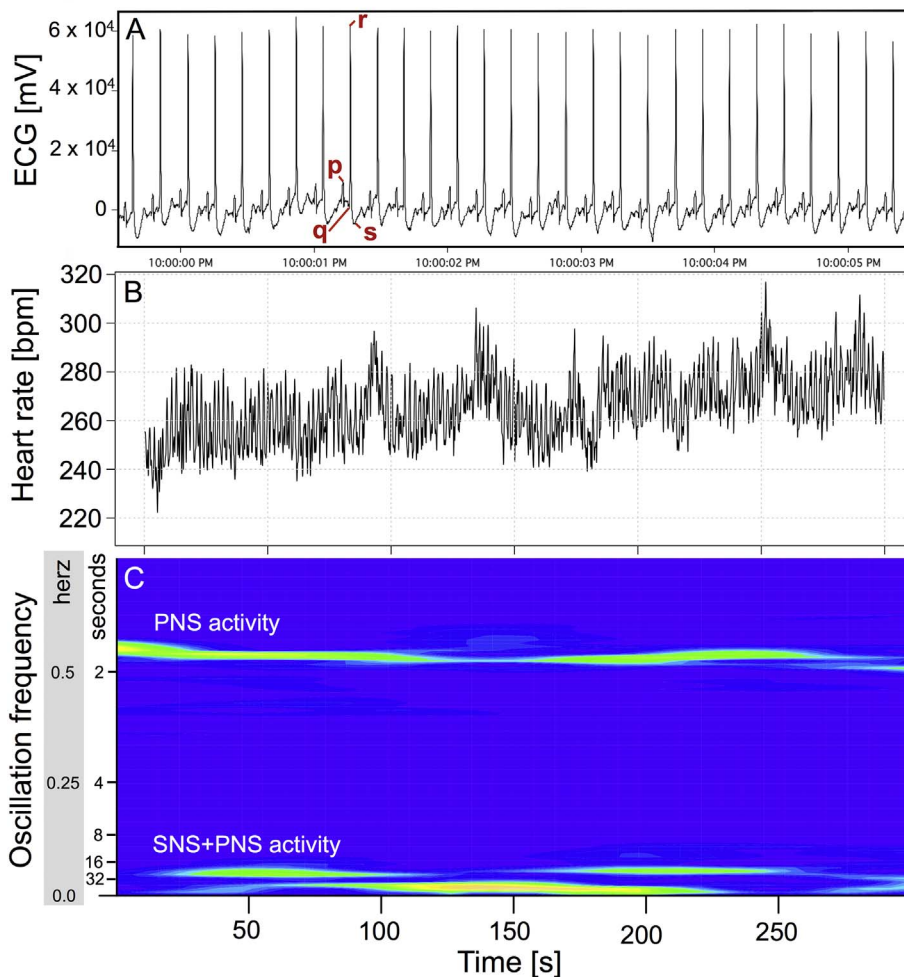 A
ECG [mV]
6 x 10⁴
4 x 10⁴
2 x 10⁴
0
r
p
q
s
10:00:00 PM 10:00:01 PM 10:00:02 PM 10:00:03 PM 10:00:04 PM 10:00:05 PM
B
Heart rate [bpm]
320
300
280
260
240
220
C
Oscillation frequency
herz
seconds
PNS activity
0.5 2
0.25 4
8
SNS+PNS activity
16
32
0.0
50 100 150 200 250
Time [s]